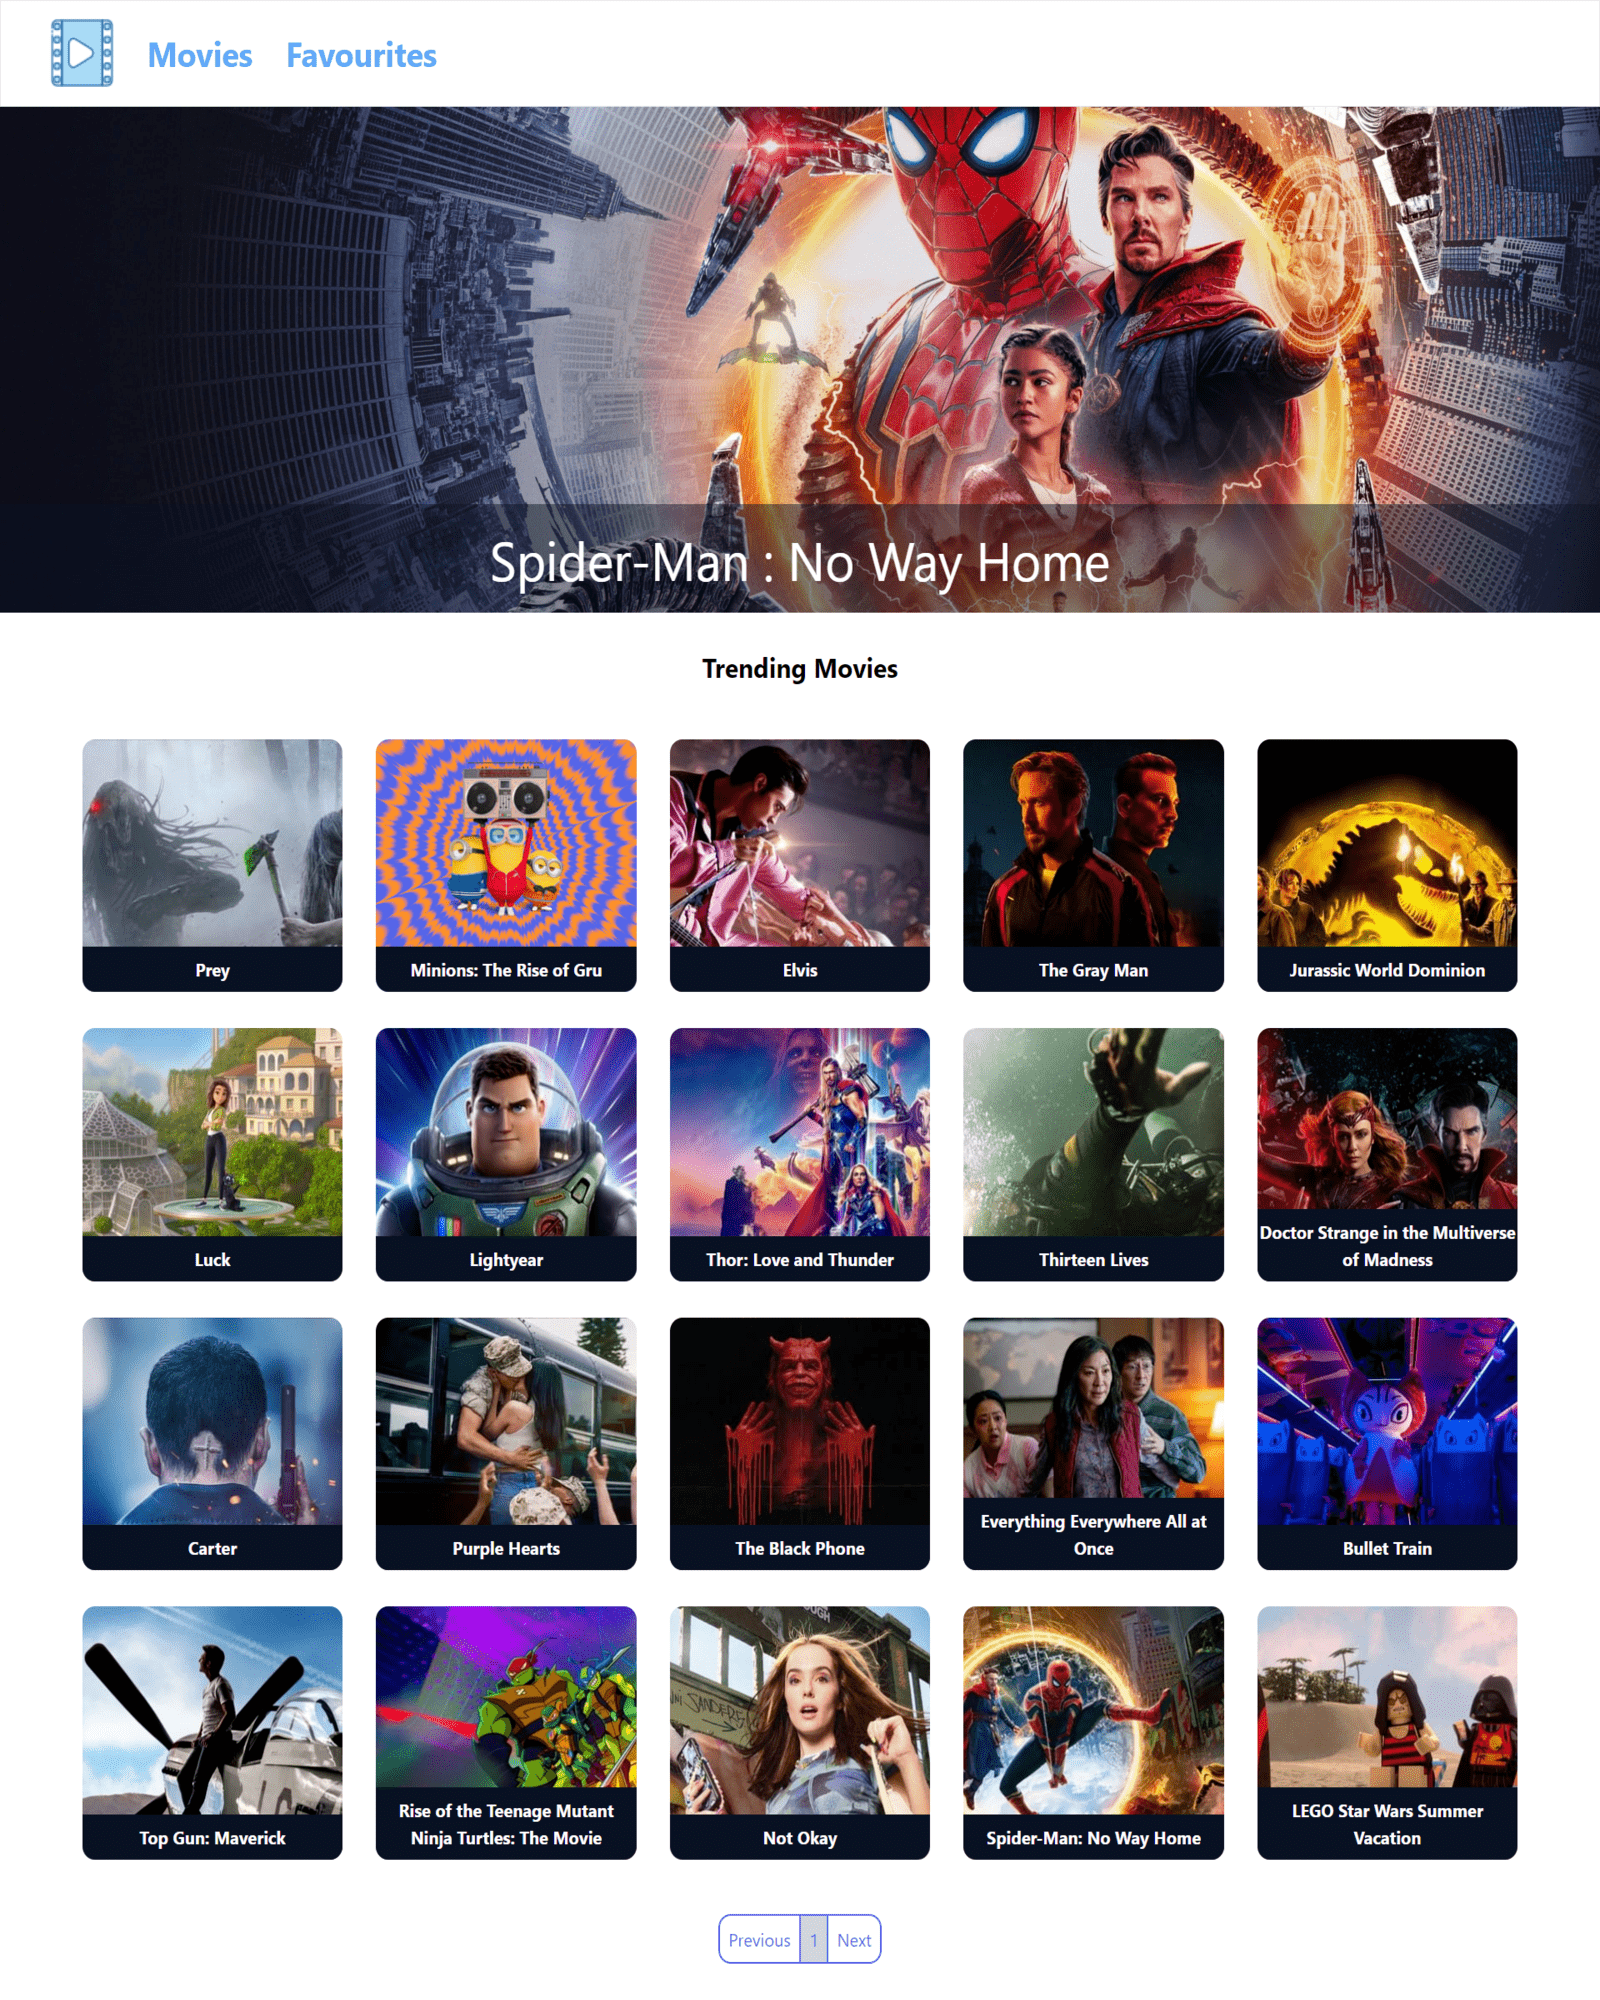 Movies Favourites
Spider-Man : No Way Home
Trending Movies
Prey
Minions: The Rise of Gru
Elvis
The Gray Man
Jurassic World Dominion
Luck
Lightyear
Thor: Love and Thunder
Thirteen Lives
Doctor Strange in the Multiverse
of Madness
Carter
Purple Hearts
The Black Phone
Everything Everywhere All at
Once
Bullet Train
Top Gun: Maverick
Rise of the Teenage Mutant
Ninja Turtles: The Movie
Not Okay
Spider-Man: No Way Home
LEGO Star Wars Summer
Vacation
Previous 1 Next